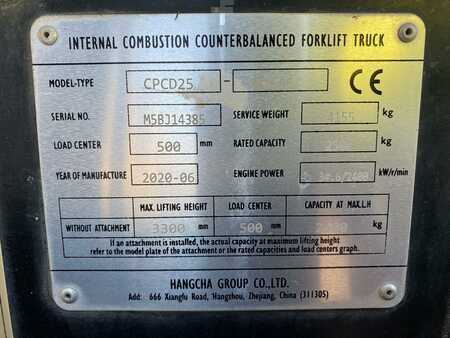 INTERNAL COMBUSTION COUNTERBALANCED FORKLIFT TRUCK
MODEL-TYPE CPCD25 - CE
SERIAL NO. M5BJ14385 SERVICE WEIGHT 4155 kg
LOAD CENTER 500 mm RATED CAPACITY kg
YEAR OF MANUFACTURE 2020-06 ENGINE POWER 36.6/2400 kW/r/min
MAX. LIFTING HEIGHT LOAD CENTER CAPACITY AT MAX.L.H
WITHOUT ATTACHMENT 3300 mm 500 mm kg
If an attachment is installed, the actual capacity at maximum lifting height
refer to the model plate of the attachment or the rated capacities and load centers graph.
HANGCHA GROUP CO.,LTD.
Add: 666 Xiangfu Road, Hangzhou, Zhejiang, China (311305)